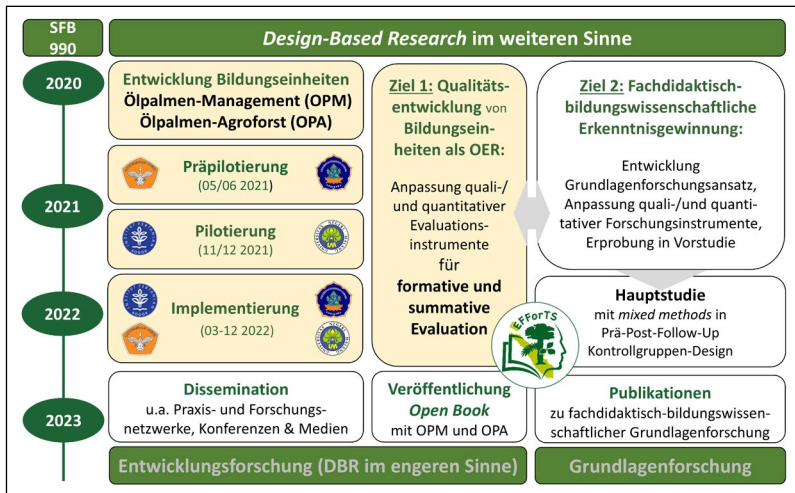 SFB
990
Design-Based Research im weiteren Sinne
2020
Entwicklung Bildungseinheiten
Ölpalmen-Management (OPM)
Ölpalmen-Agroforst (OPA)
Ziel 1: Qualitäts-
entwicklung von
Bildungsein-
heiten als OER:
Anpassung quali-/
und quantitativer
Evaluations-
instrumente
für
formative und
summative
Evaluation
Ziel 2: Fachdidaktisch-
bildungswissenschaftliche
Erkenntnisgewinnung:
Entwicklung
Grundlagenforschungsansatz,
Anpassung quali-/und quanti-
tativer Forschungsinstrumente,
Erprobung in Vorstudie
2021
Präpilotierung
(05/06 2021)
Pilotierung
(11/12 2021)
2022
Implementierung
(03-12 2022)
EFForTS
Hauptstudie
mit mixed methods in
Prä-Post-Follow-Up
Kontrollgruppen-Design
2023
Dissemination
u.a. Praxis- und Forschungs-
netzwerke, Konferenzen & Medien
Veröffentlichung
Open Book
mit OPM und OPA
Publikationen
zu fachdidaktisch-bildungswissen-
schaftlicher Grundlagenforschung
Entwicklungsforschung (DBR im engeren Sinne)
Grundlagenforschung